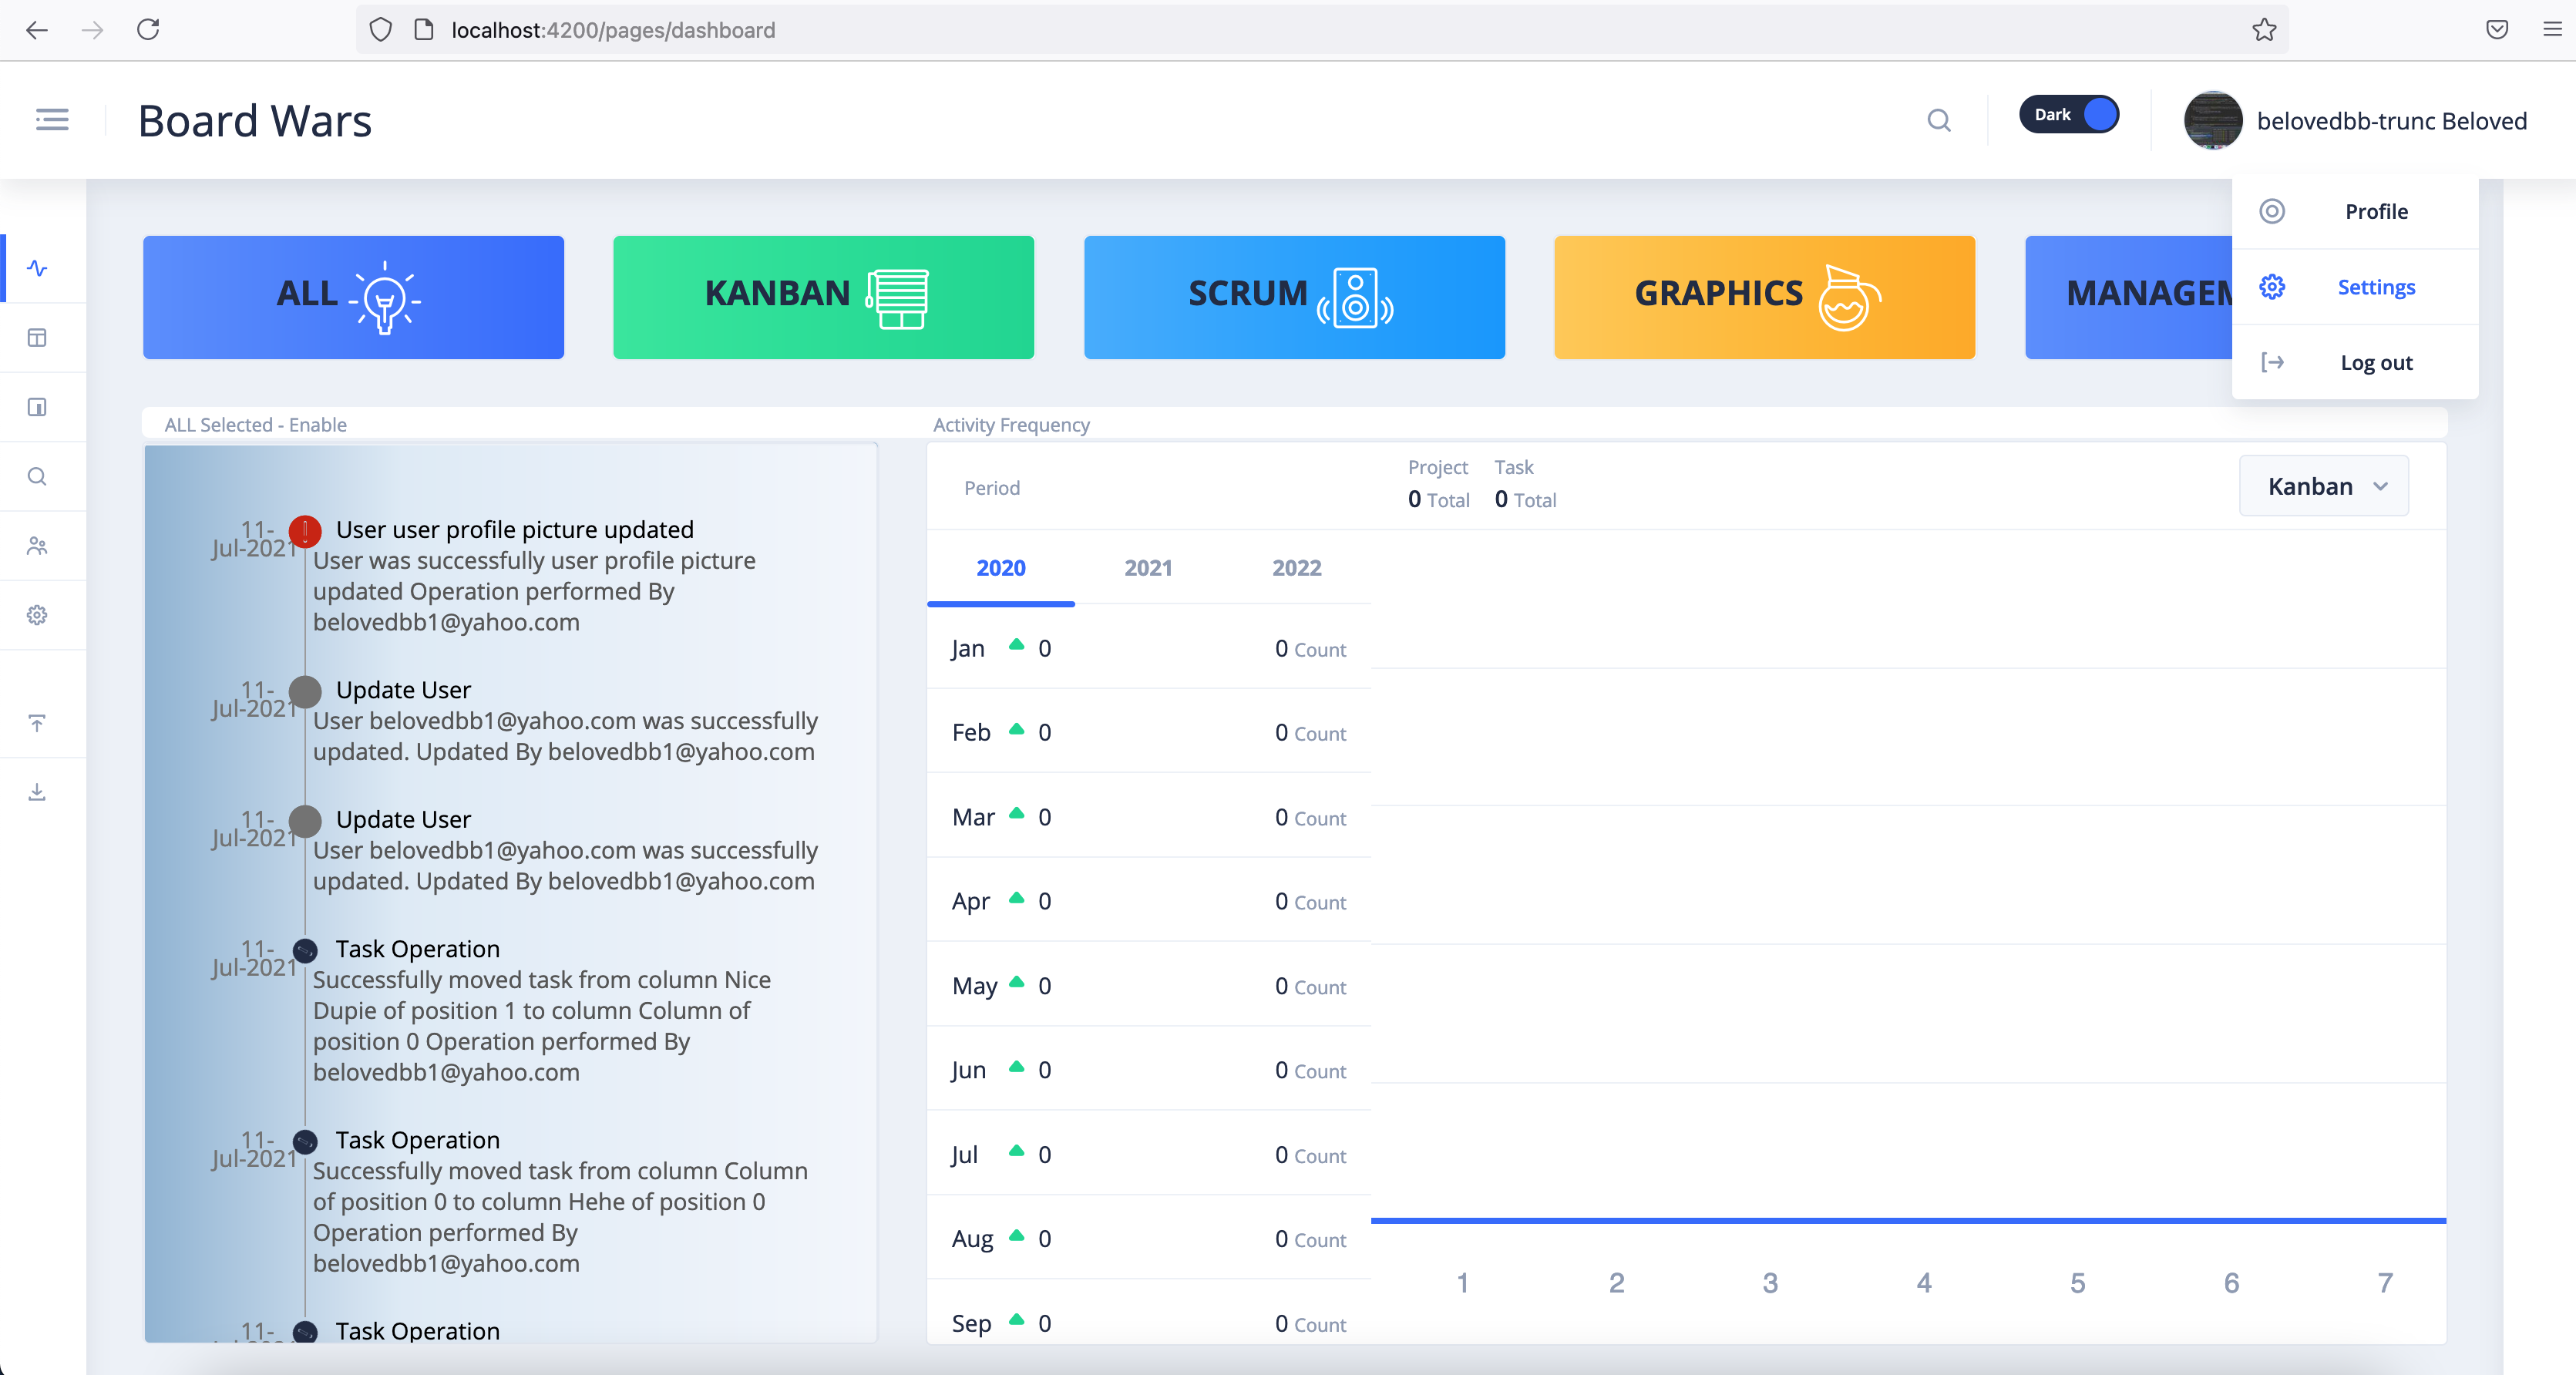 localhost:4200/pages/dashboard
Board Wars
Dark
belovedbb-trunc Beloved
Profile
Settings
Log out
ALL
KANBAN
SCRUM
GRAPHICS
MANAGEM
ALL Selected - Enable
11-
Jul-2021
User user profile picture updated
User was successfully user profile picture
updated Operation performed By
belovedbb1@yahoo.com
11-
Jul-2021
Update User
User belovedbb1@yahoo.com was successfully
updated. Updated By belovedbb1@yahoo.com
11-
Jul-2021
Update User
User belovedbb1@yahoo.com was successfully
updated. Updated By belovedbb1@yahoo.com
11-
Jul-2021
Task Operation
Successfully moved task from column Nice
Dupie of position 1 to column Column of
position 0 Operation performed By
belovedbb1@yahoo.com
11-
Jul-2021
Task Operation
Successfully moved task from column Column
of position 0 to column Hehe of position 0
Operation performed By
belovedbb1@yahoo.com
11-
Task Operation
Activity Frequency
Period
Project Task
0 Total 0 Total
Kanban
2020 2021 2022
Jan 0 0 Count
Feb 0 0 Count
Mar 0 0 Count
Apr 0 0 Count
May 0 0 Count
Jun 0 0 Count
Jul 0 0 Count
Aug 0 0 Count
Sep 0 0 Count
1 2 3 4 5 6 7